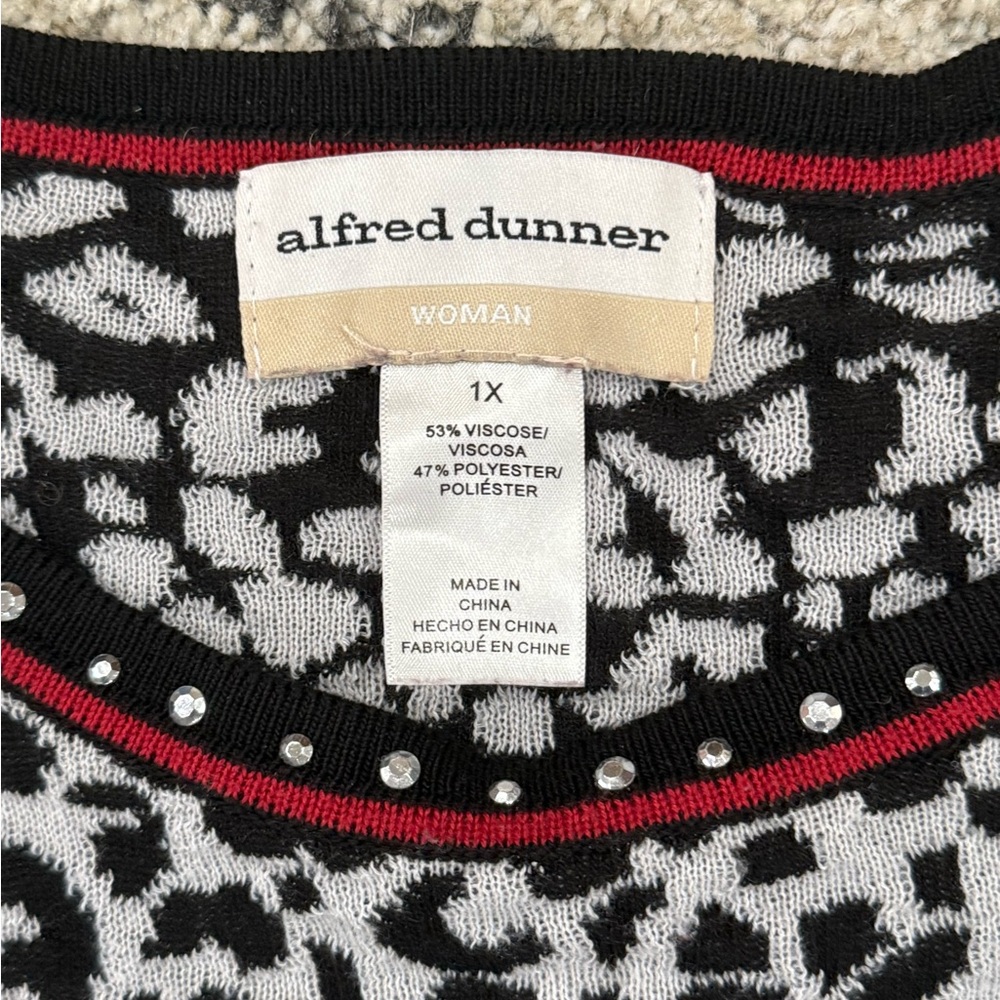 alfred dunner
WOMAN
1X
53% VISCOSE/
VISCOSA
47% POLYESTER/
POLIÉSTER
MADE IN
CHINA
HECHO EN CHINA
FABRIQUÉ EN CHINE